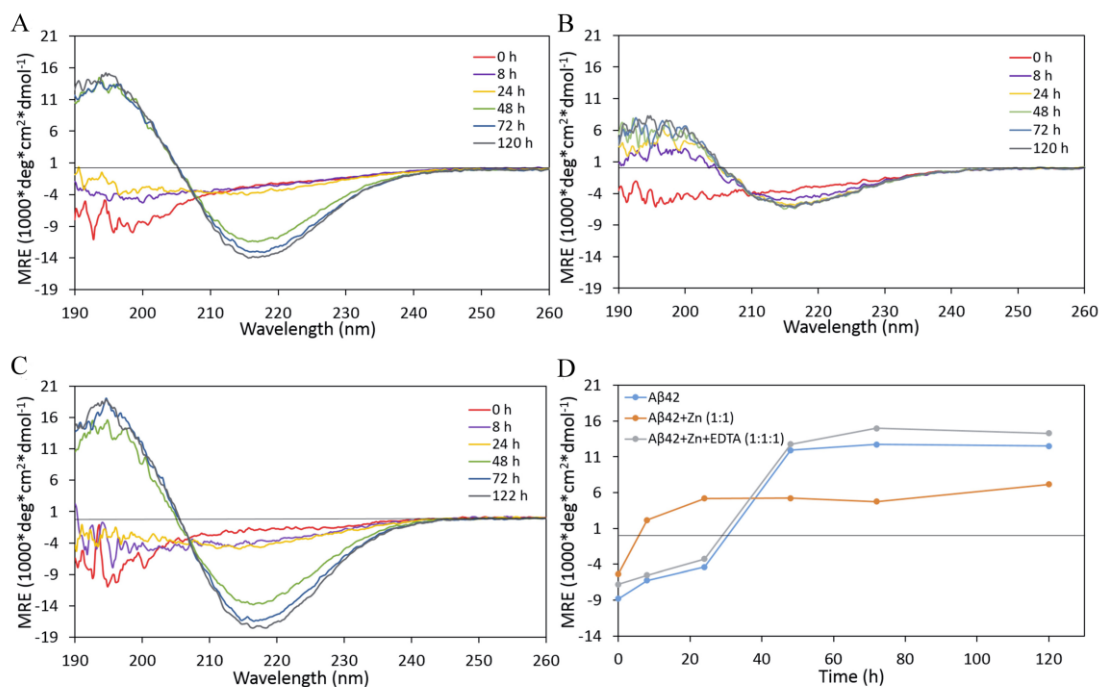 A
21
16
11
6
1
-4
-9
-14
-19
190 200 210 220 230 240 250 260
MRE (1000*deg*cm²*dmol⁻¹)
Wavelength (nm)
0 h
8 h
24 h
48 h
72 h
120 h
B
21
16
11
6
1
-4
-9
-14
-19
190 200 210 220 230 240 250 260
MRE (1000*deg*cm²*dmol⁻¹)
Wavelength (nm)
0 h
8 h
24 h
48 h
72 h
120 h
C
21
16
11
6
1
-4
-9
-14
-19
190 200 210 220 230 240 250 260
MRE (1000*deg*cm²*dmol⁻¹)
Wavelength (nm)
0 h
8 h
24 h
48 h
72 h
122 h
D
21
16
11
6
1
-4
-9
-14
0 20 40 60 80 100 120
MRE (1000*deg*cm²*dmol⁻¹)
Time (h)
Aβ42
Aβ42+Zn (1:1)
Aβ42+Zn+EDTA (1:1:1)